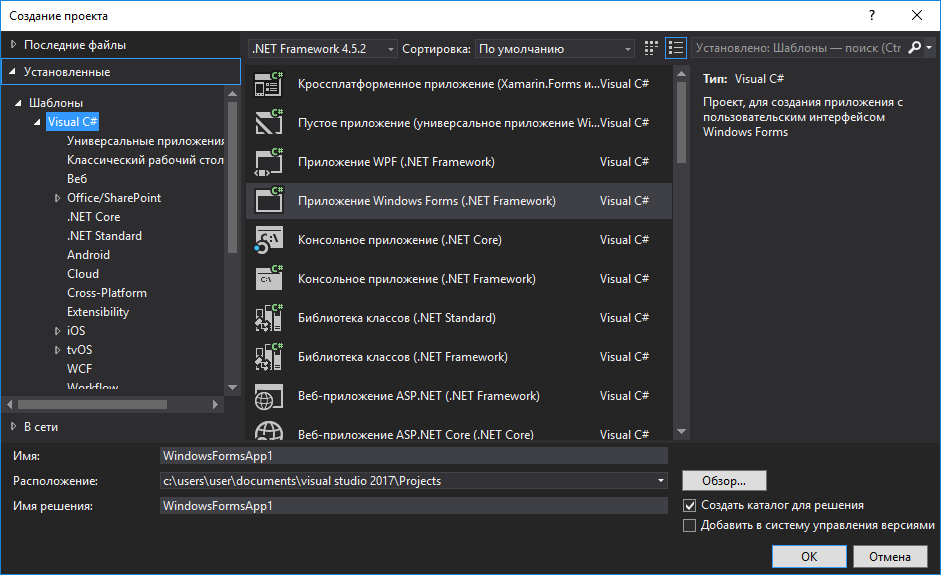 Создание проекта
?
Последние файлы
Установленные
Шаблоны
Visual C#
Универсальные приложения
Классический рабочий стол
Веб
Office/SharePoint
.NET Core
.NET Standard
Android
Cloud
Cross-Platform
Extensibility
iOS
tvOS
WCF
Workflow
В сети
.NET Framework 4.5.2 Сортировка: По умолчанию
Кроссплатформенное приложение (Xamarin.Forms и... Visual C#
Пустое приложение (универсальное приложение Wi... Visual C#
Приложение WPF (.NET Framework) Visual C#
Приложение Windows Forms (.NET Framework) Visual C#
Консольное приложение (.NET Core) Visual C#
Консольное приложение (.NET Framework) Visual C#
Библиотека классов (.NET Standard) Visual C#
Библиотека классов (.NET Framework) Visual C#
Веб-приложение ASP.NET (.NET Framework) Visual C#
Веб-приложение ASP.NET Core (.NET Core) Visual C#
Установлено: Шаблоны — поиск (Ctr
Тип: Visual C#
Проект, для создания приложения с
пользовательским интерфейсом
Windows Forms
Имя: WindowsFormsApp1
Расположение: c:\users\user\documents\visual studio 2017\Projects
Обзор...
Имя решения: WindowsFormsApp1
Создать каталог для решения
Добавить в систему управления версиями
OK Отмена